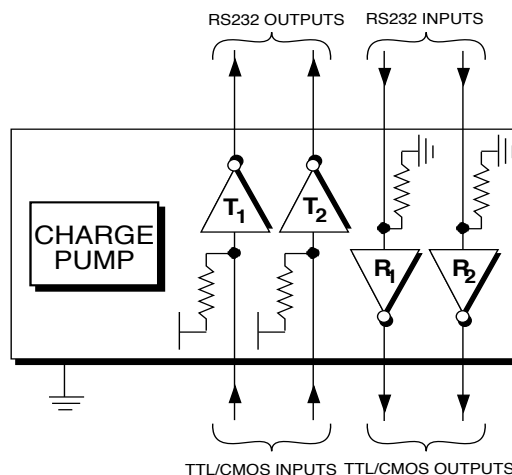 RS232 OUTPUTS
RS232 INPUTS
T1
T2
CHARGE
PUMP
R1
R2
TTL/CMOS INPUTS
TTL/CMOS OUTPUTS